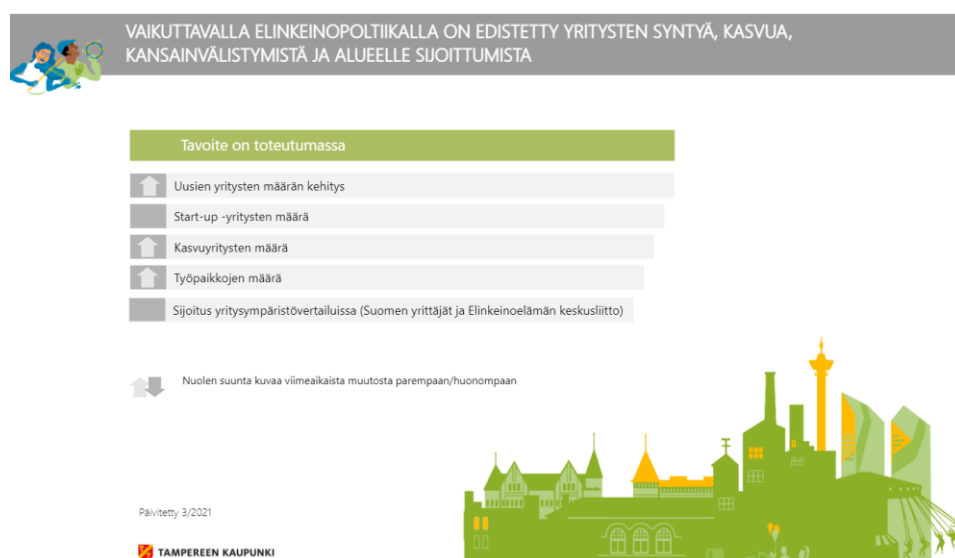 VAIKUTTAVALLA ELINKEINOPOLTIIKALLA ON EDISTETTY YRITYSTEN SYNTYÄ, KASVUA,
KANSAINVÄLISTYMISTÄ JA ALUEELLE SIJOITTUMISTA
Tavoite on toteutumassa
Uusien yritysten määrän kehitys
Start-up -yritysten määrä
Kasvuyritysten määrä
Työpaikkojen määrä
Sijoitus yritysympäristövertailuissa (Suomen yrittäjät ja Elinkeinoelämän keskusliitto)
Nuolen suunta kuvaa viimeaikaista muutosta parempaan/huonompaan
Päivitetty 3/2021
TAMPEREEN KAUPUNKI